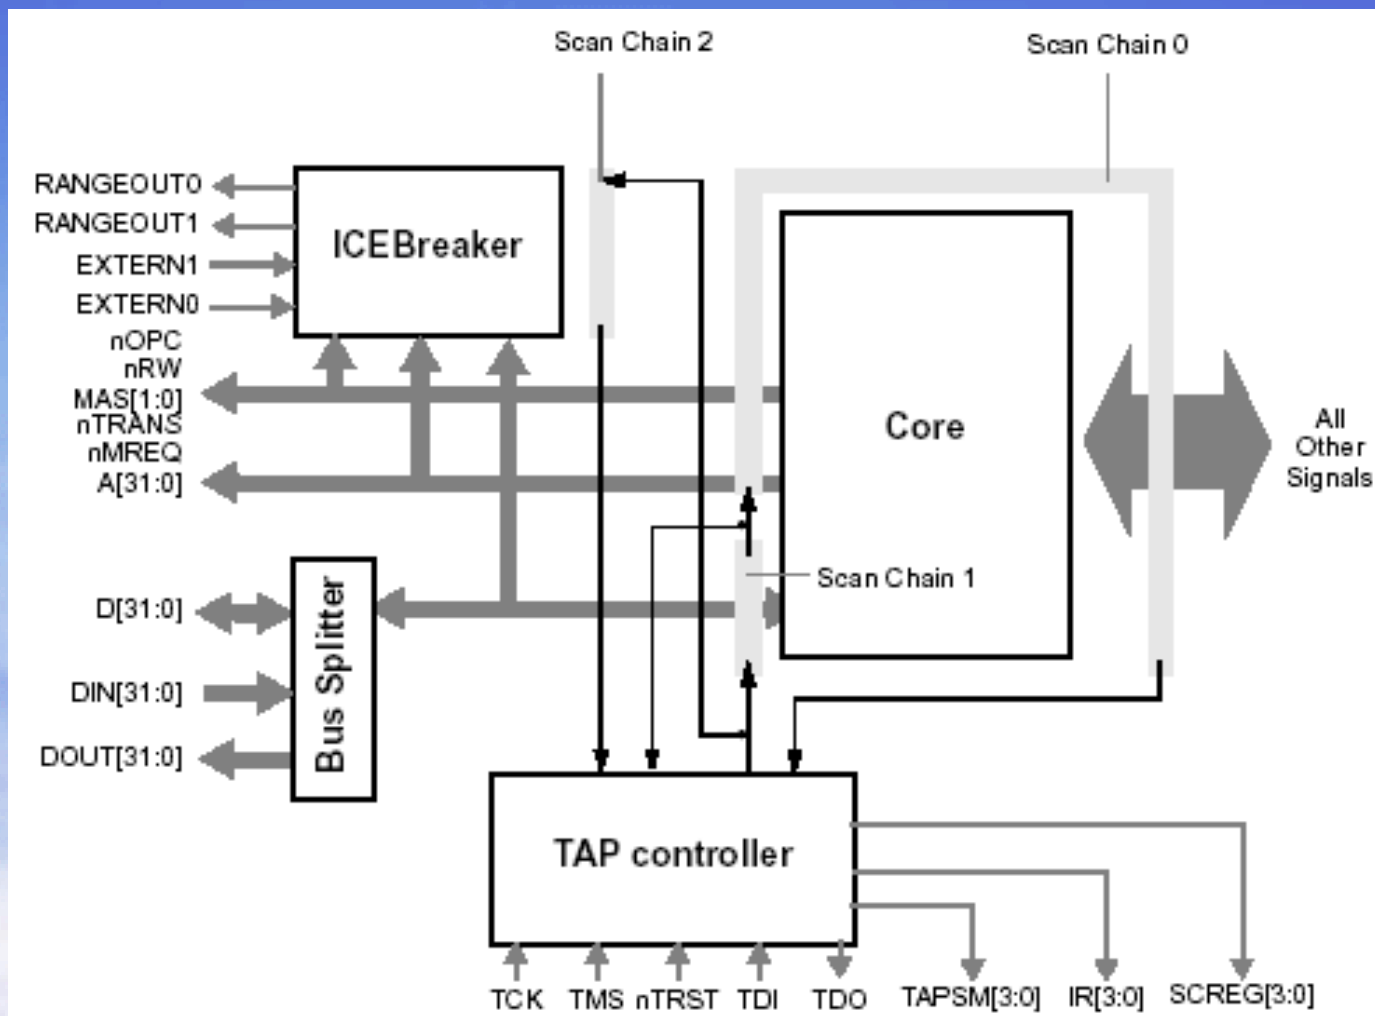 Scan Chain 2
Scan Chain 0
RANGEOUT0
RANGEOUT1
EXTERN1
EXTERN0
ICEBreaker
nOPC
nRW
MAS[1:0]
nTRANS
nMREQ
A[31:0]
Core
All
Other
Signals
Scan Chain 1
D[31:0]
DIN[31:0]
DOUT[31:0]
Bus Splitter
TAP controller
TCK
TMS
nTRST
TDI
TDO
TAPSM[3:0]
IR[3:0]
SCREG[3:0]